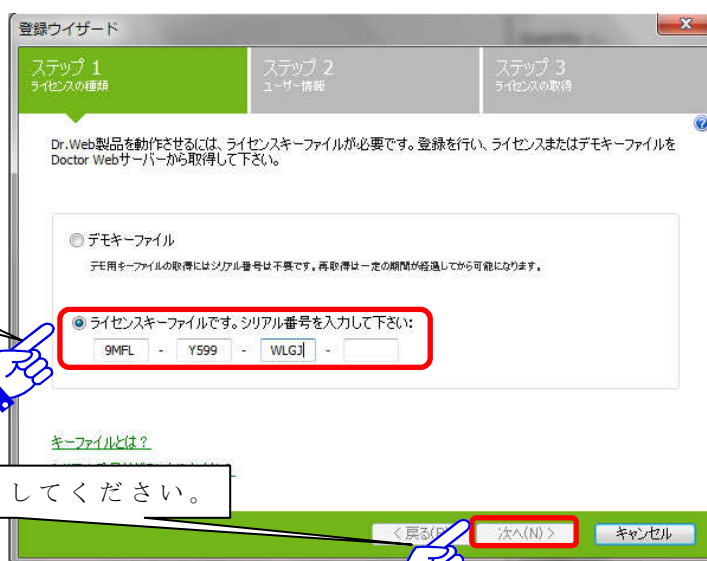 登録ウィザード
ステップ 1
ライセンスの種類
ステップ 2
ユーザー情報
ステップ 3
ライセンスの取得
Dr.Web製品を動作させるには、ライセンスキーファイルが必要です。登録を行い、ライセンスまたはデモキーファイルを
Doctor Webサーバーから取得して下さい。
デモキーファイル
デモ用キーファイルの取得にはシリアル番号は不要です。再取得は一定の期間が経過してから可能になります。
ライセンスキーファイルです。シリアル番号を入力して下さい:
9MFL - Y599 - WLGJ -
キーファイルとは?
してください。
< 戻る(
次へ(N) >
キャンセル